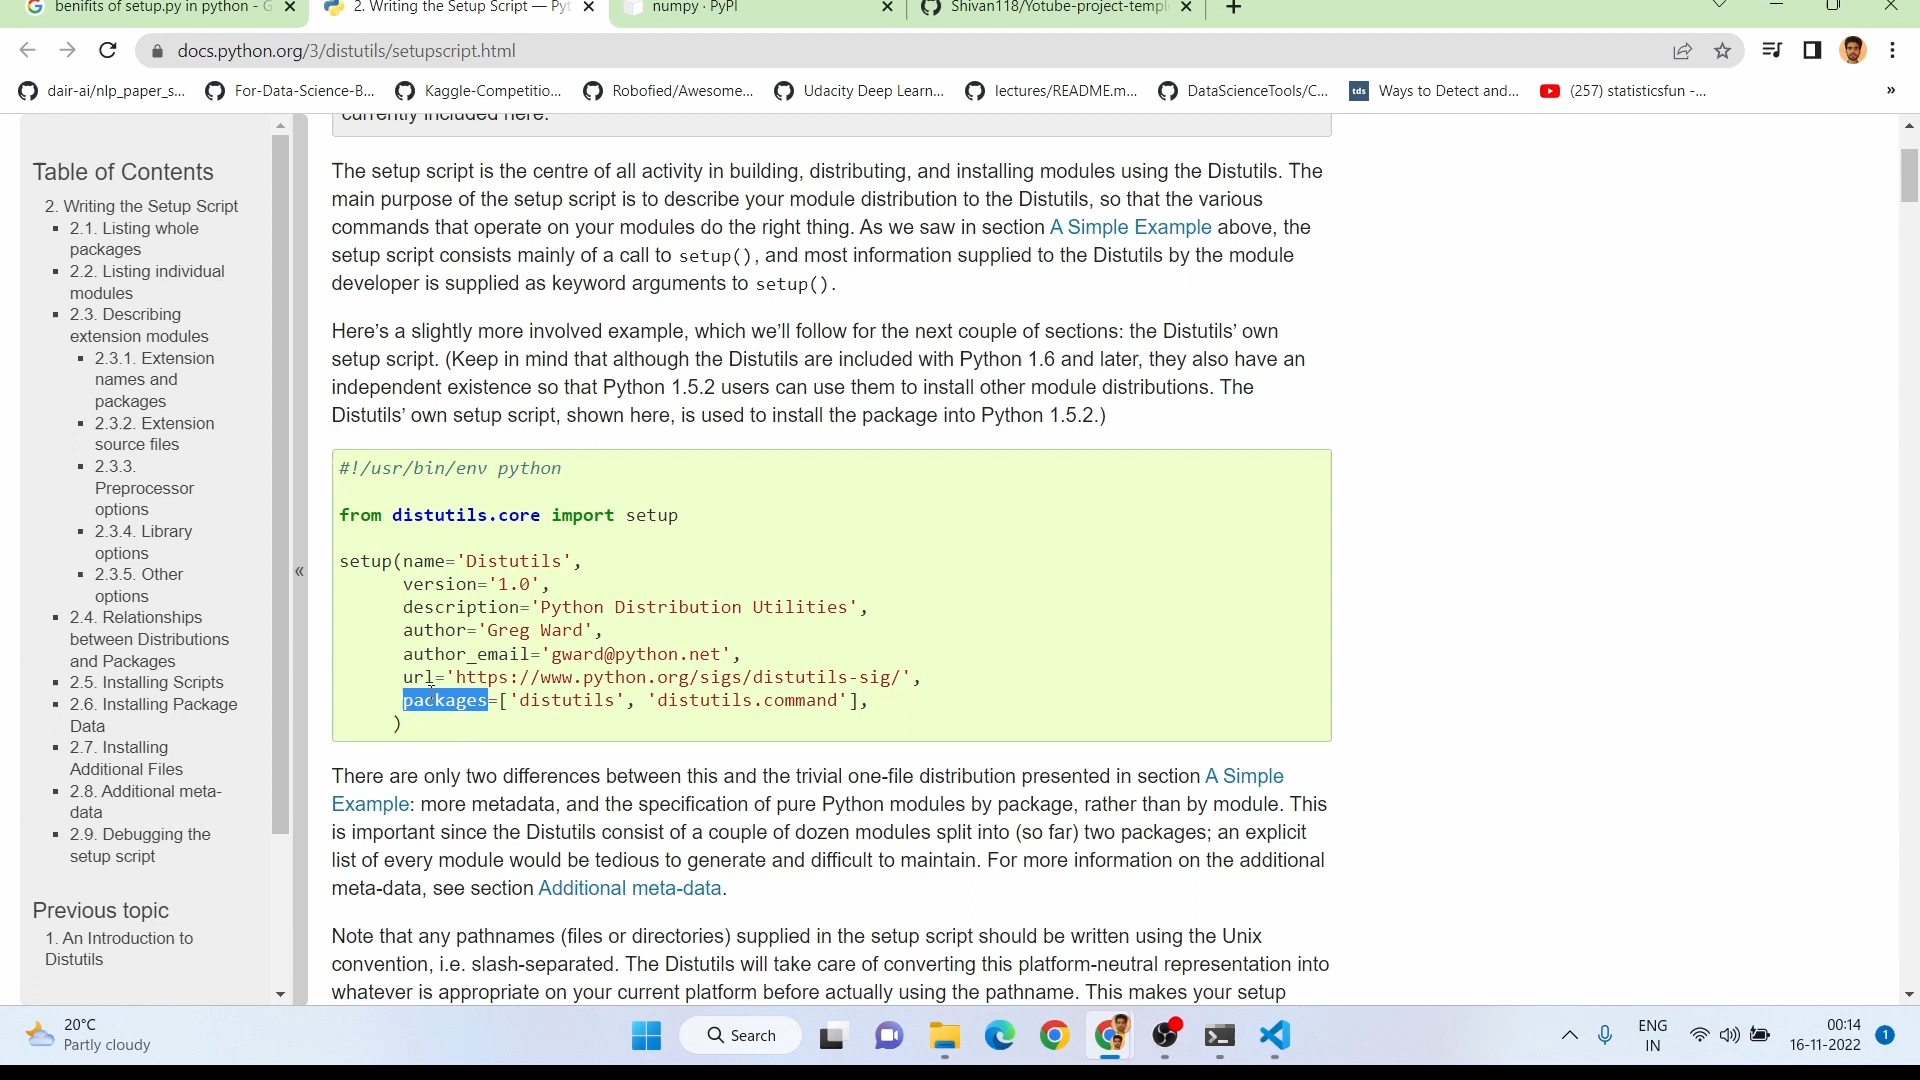 benifits of setup.py in python - G
2. Writing the Setup Script — Pyt
numpy · PyPI
Shivan118/Yotube-project-templ
docs.python.org/3/distutils/setupscript.html
dair-ai/nlp_paper_s...
For-Data-Science-B...
Kaggle-Competitio...
Robofied/Awesome...
Udacity Deep Learn...
lectures/README.m...
DataScienceTools/C...
tds
Ways to Detect and...
(257) statisticsfun -...
»
Table of Contents
2. Writing the Setup Script
2.1. Listing whole
packages
2.2. Listing individual
modules
2.3. Describing
extension modules
2.3.1. Extension
names and
packages
2.3.2. Extension
source files
2.3.3.
Preprocessor
options
2.3.4. Library
options
2.3.5. Other
options
2.4. Relationships
between Distributions
and Packages
2.5. Installing Scripts
2.6. Installing Package
Data
2.7. Installing
Additional Files
2.8. Additional meta-
data
2.9. Debugging the
setup script
Previous topic
1. An Introduction to
Distutils
«
currently included here.
The setup script is the centre of all activity in building, distributing, and installing modules using the Distutils. The
main purpose of the setup script is to describe your module distribution to the Distutils, so that the various
commands that operate on your modules do the right thing. As we saw in section A Simple Example above, the
setup script consists mainly of a call to setup(), and most information supplied to the Distutils by the module
developer is supplied as keyword arguments to setup().
Here’s a slightly more involved example, which we’ll follow for the next couple of sections: the Distutils’ own
setup script. (Keep in mind that although the Distutils are included with Python 1.6 and later, they also have an
independent existence so that Python 1.5.2 users can use them to install other module distributions. The
Distutils’ own setup script, shown here, is used to install the package into Python 1.5.2.)
#!/usr/bin/env python
from distutils.core import setup
setup(name='Distutils',
version='1.0',
description='Python Distribution Utilities',
author='Greg Ward',
author_email='gward@python.net',
url='https://www.python.org/sigs/distutils-sig/',
packages=['distutils', 'distutils.command'],
)
There are only two differences between this and the trivial one-file distribution presented in section A Simple
Example: more metadata, and the specification of pure Python modules by package, rather than by module. This
is important since the Distutils consist of a couple of dozen modules split into (so far) two packages; an explicit
list of every module would be tedious to generate and difficult to maintain. For more information on the additional
meta-data, see section Additional meta-data.
Note that any pathnames (files or directories) supplied in the setup script should be written using the Unix
convention, i.e. slash-separated. The Distutils will take care of converting this platform-neutral representation into
whatever is appropriate on your current platform before actually using the pathname. This makes your setup
20°C
Partly cloudy
Search
ENG
IN
00:14
16-11-2022
1